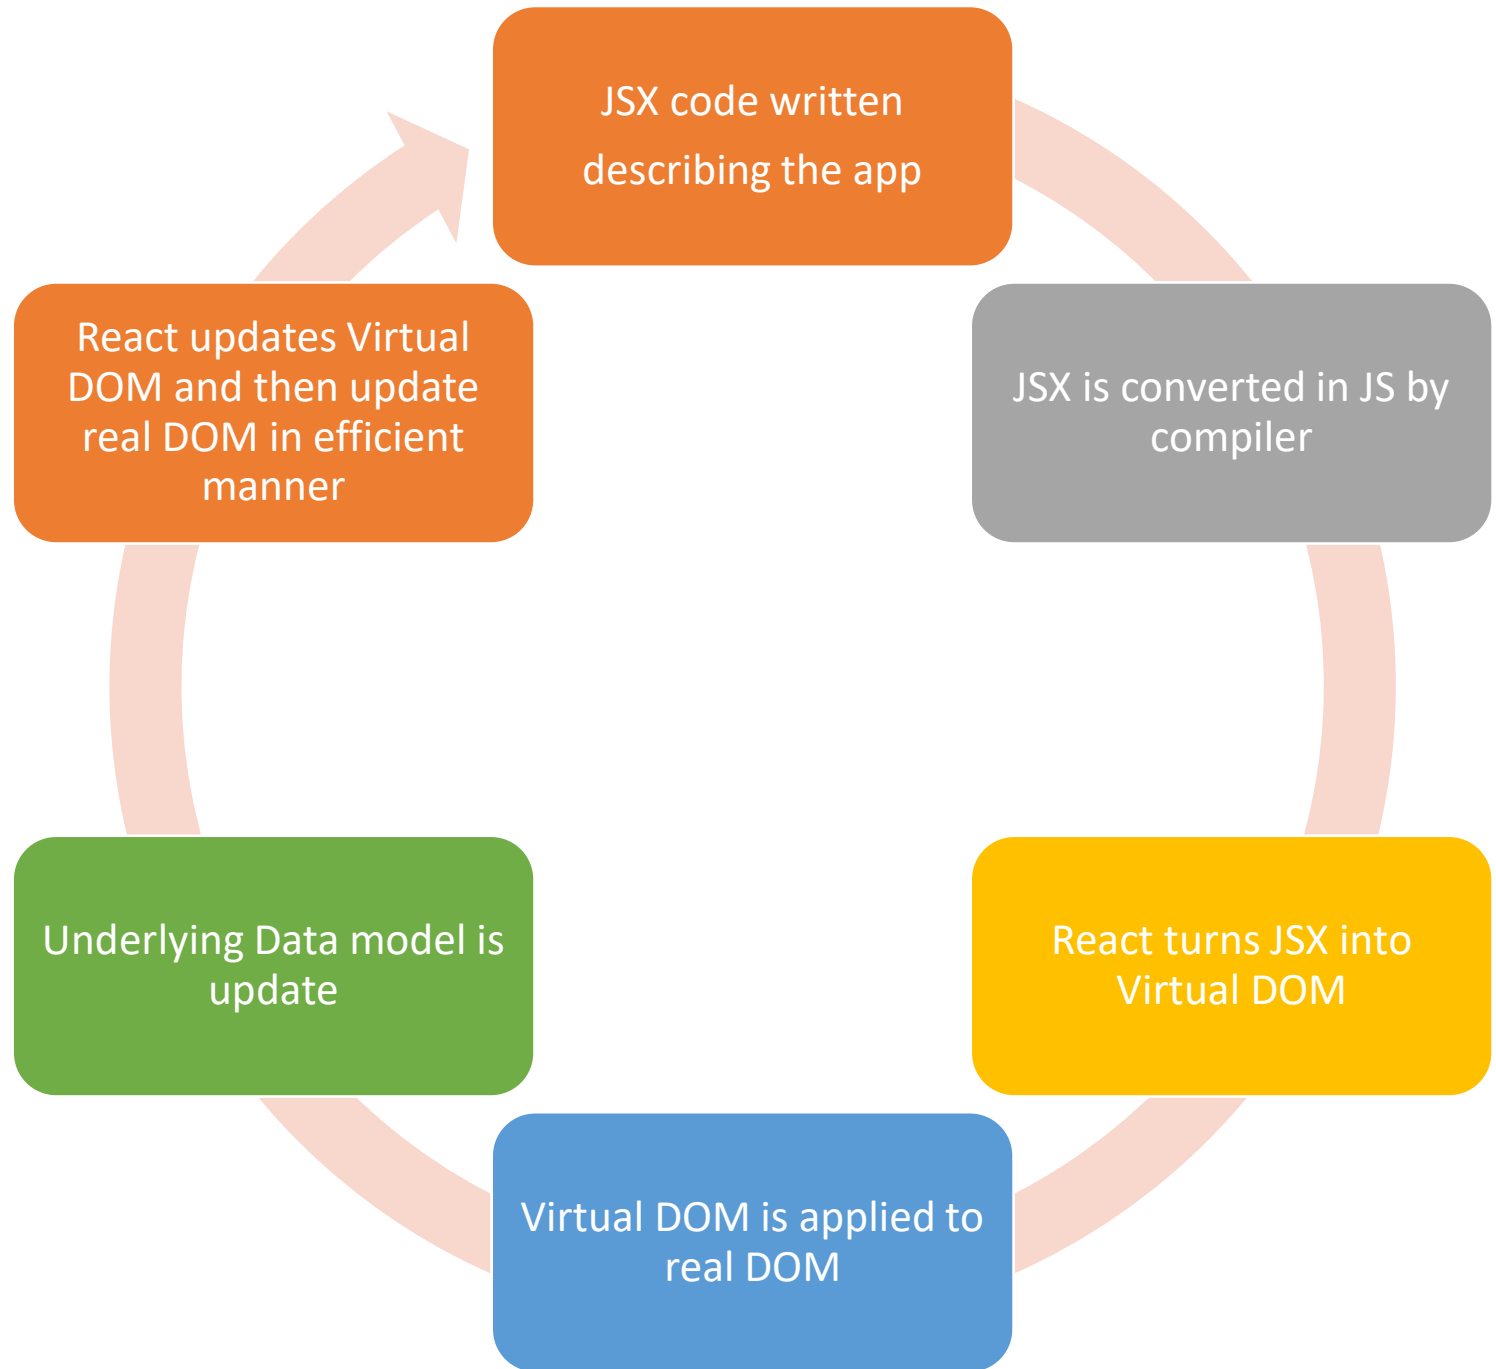 JSX code written
describing the app
JSX is converted in JS by
compiler
React turns JSX into
Virtual DOM
Virtual DOM is applied to
real DOM
Underlying Data model is
update
React updates Virtual
DOM and then update
real DOM in efficient
manner